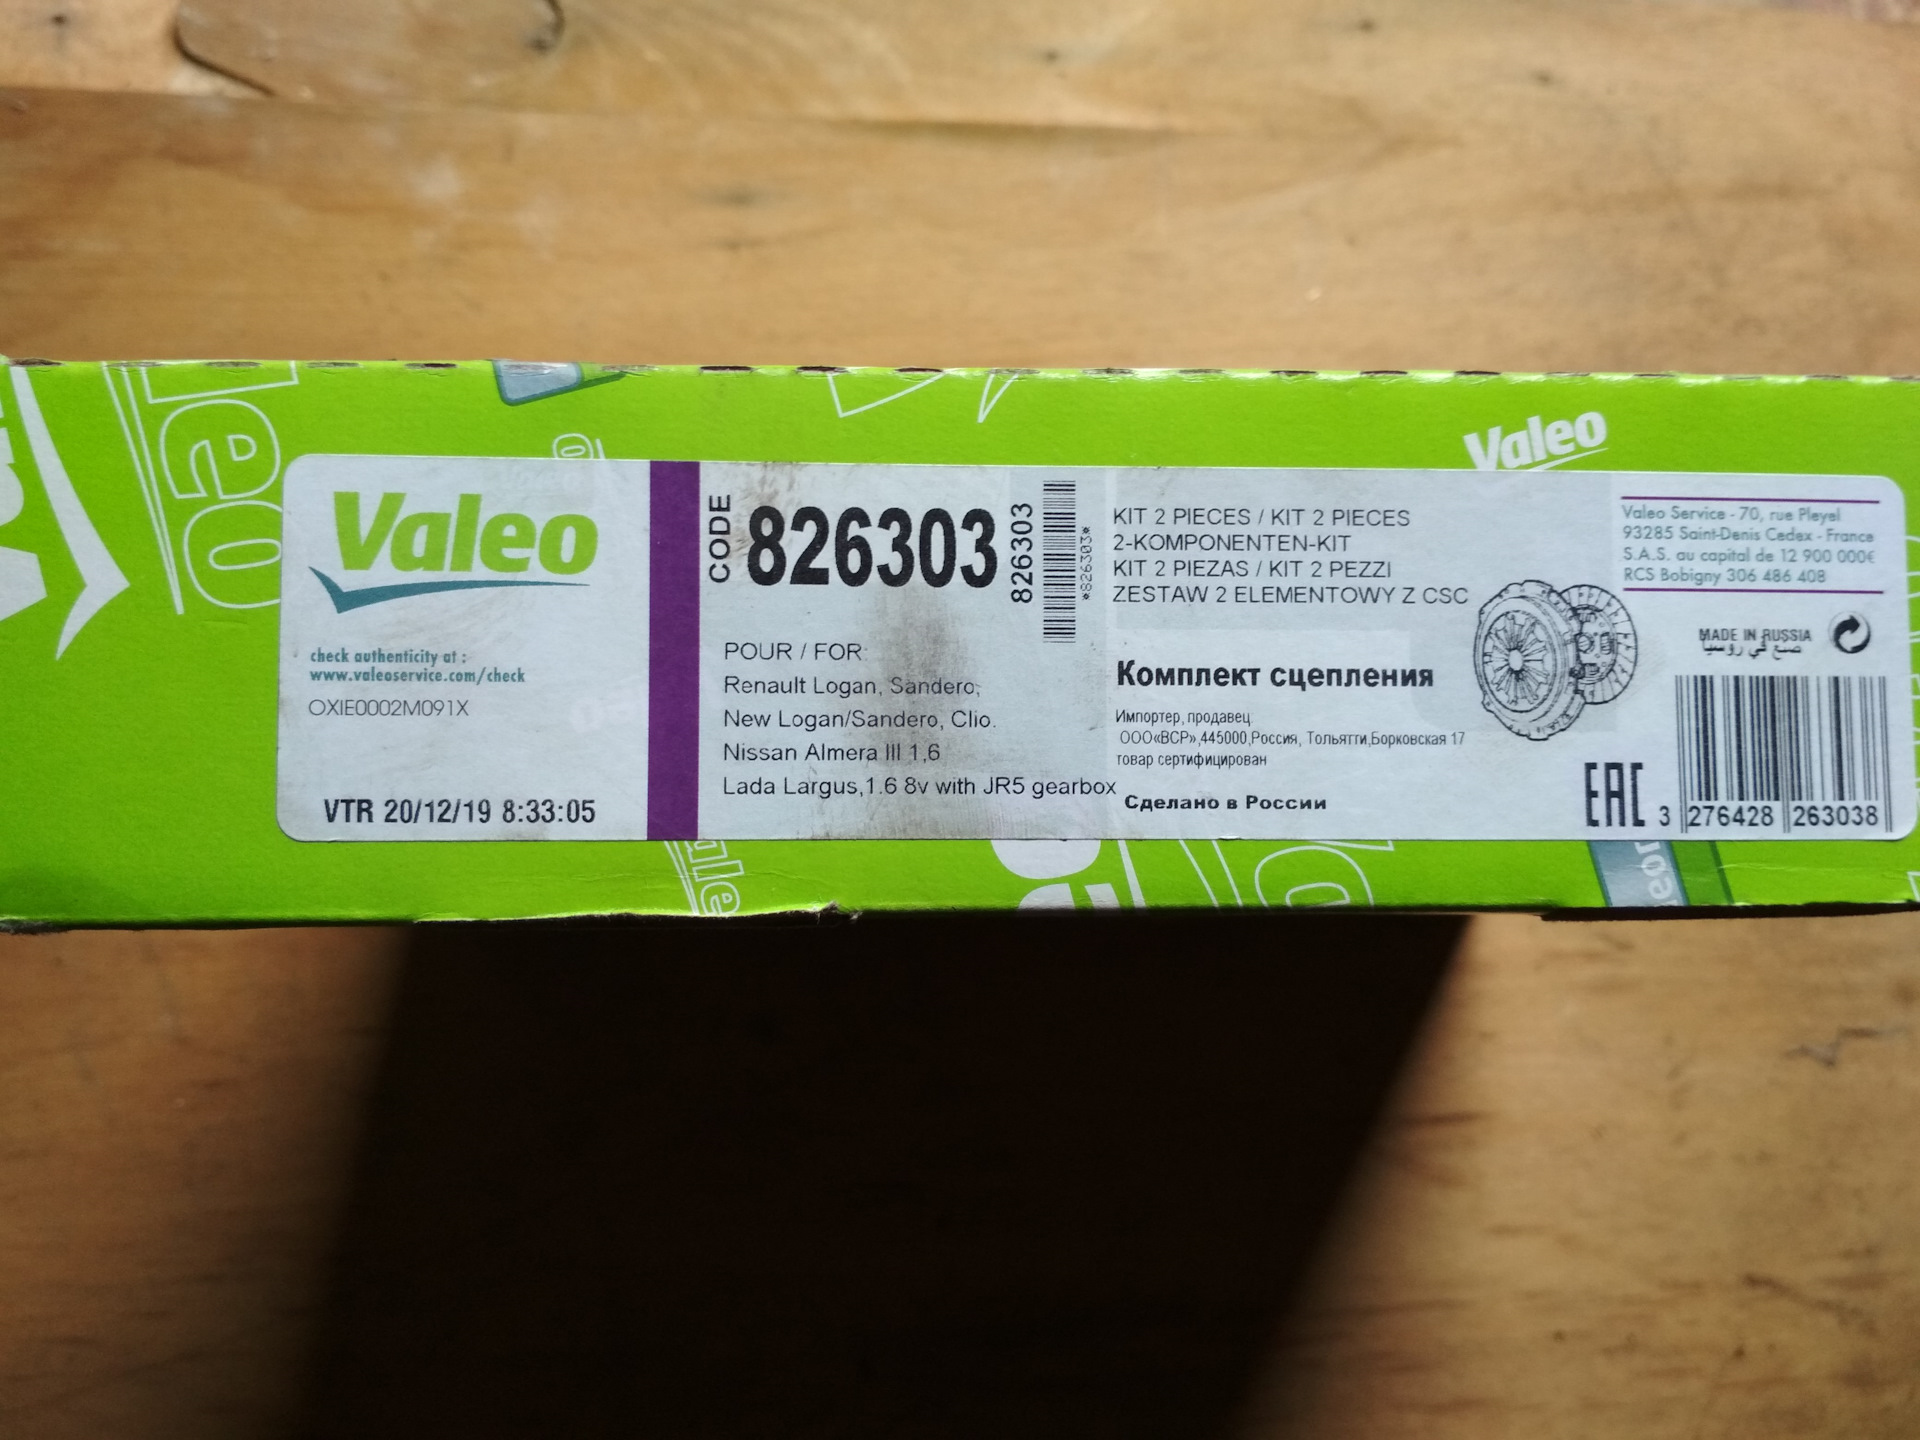 Valeo
Valeo
check authenticity at :
www.valeoservice.com/check
OXIE0002M091X
VTR 20/12/19 8:33:05
CODE
826303
826303
*826303*
POUR / FOR:
Renault Logan, Sandero,
New Logan/Sandero, Clio.
Nissan Almera III 1,6
Lada Largus,1.6 8v with JR5 gearbox
KIT 2 PIECES / KIT 2 PIECES
2-KOMPONENTEN-KIT
KIT 2 PIEZAS / KIT 2 PEZZI
ZESTAW 2 ELEMENTOWY Z CSC
Комплект сцепления
Импортер, продавец:
ООО«ВСР»,445000,Россия, Тольятти,Борковская 17
товар сертифицирован
Сделано в России
Valeo Service - 70, rue Pleyel
93285 Saint-Denis Cedex - France
S.A.S. au capital de 12 900 000€
RCS Bobigny 306 486 408
MADE IN RUSSIA
صنع في روسيا
EAC
3 276428 263038
leo
ale